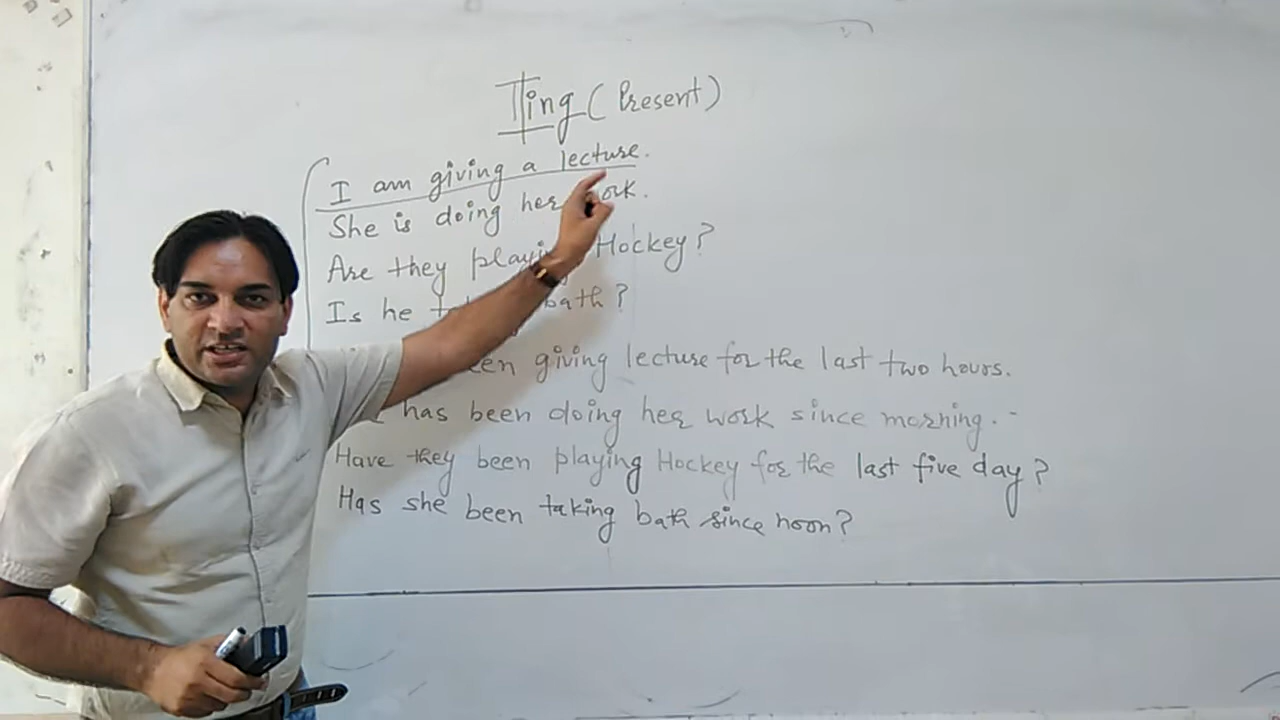 Iing (Present)
I am giving a lecture.
She is doing her work.
Are they playing Hockey?
Is he bath?
been giving lecture for the last two hours.
has been doing her work since morning.
Have they been playing Hockey for the last five day?
Has she been taking bath since noon?